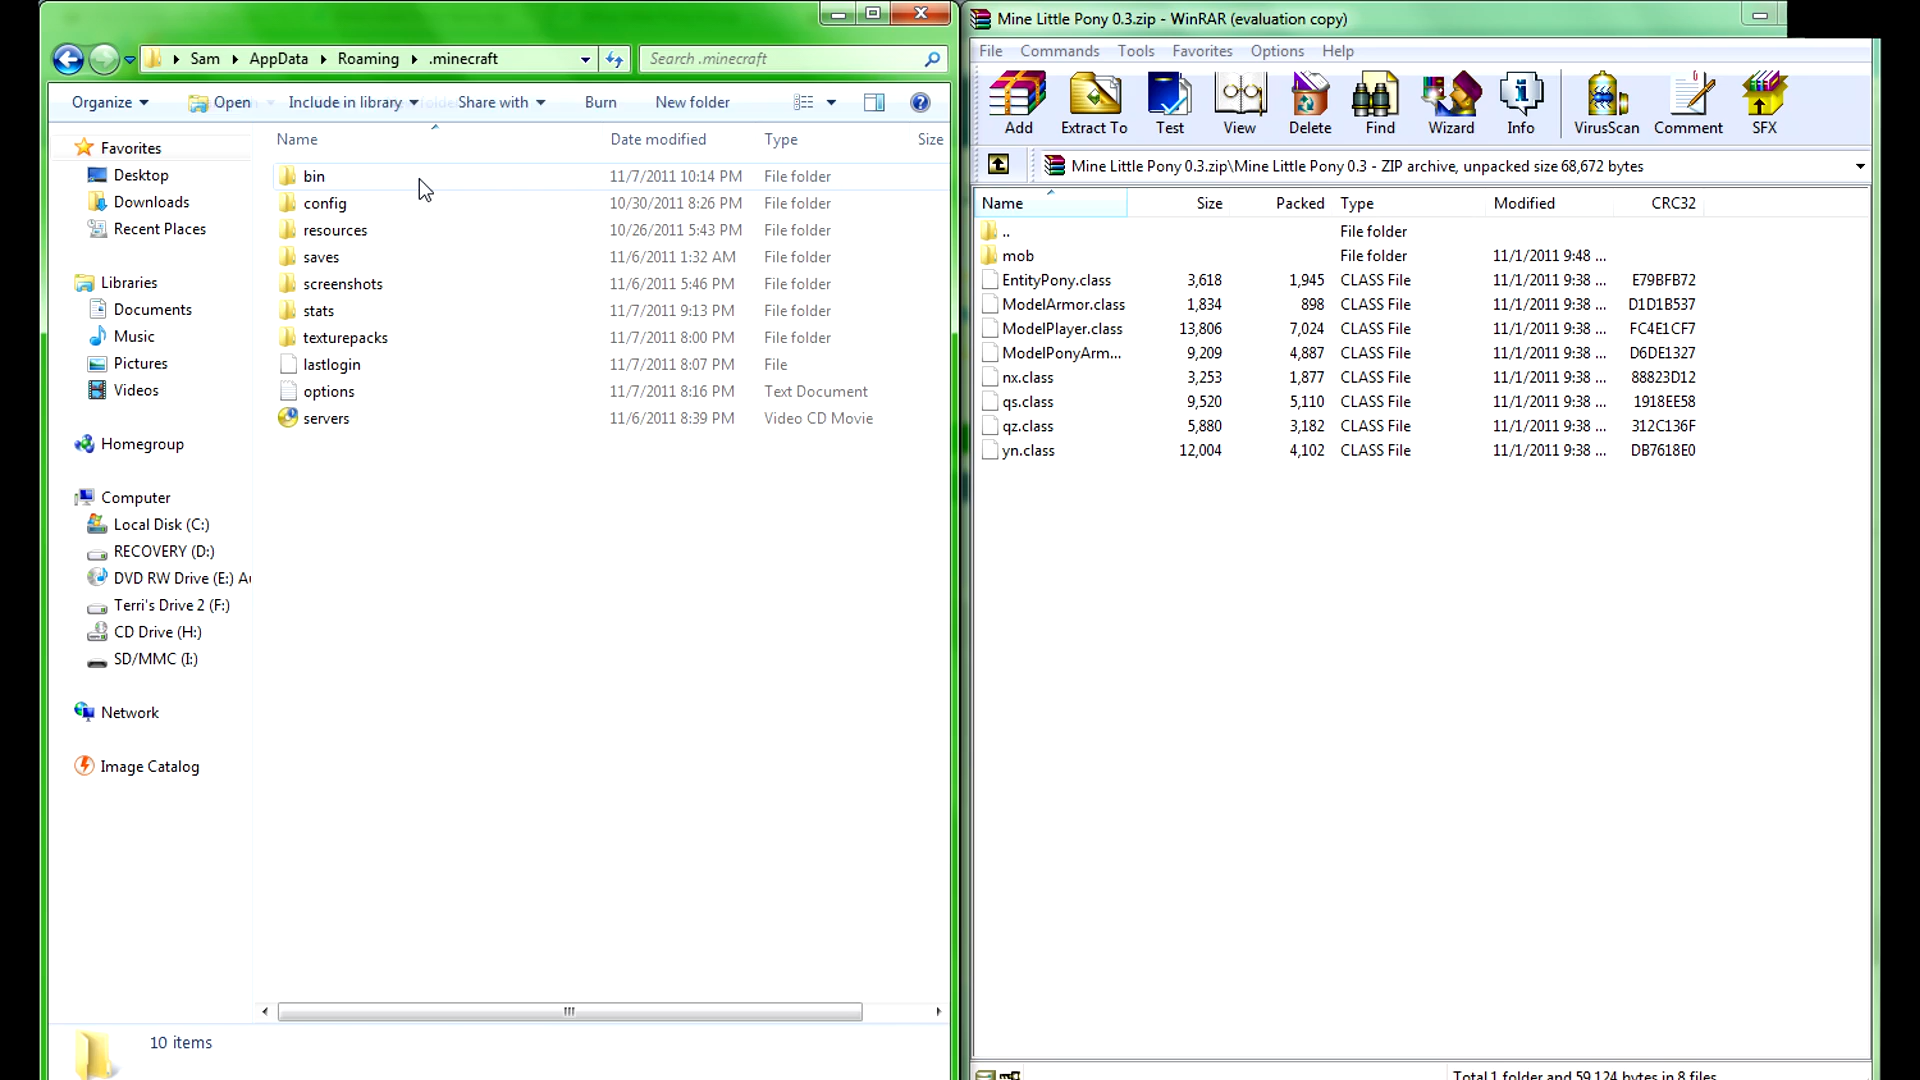 Sam AppData Roaming .minecraft
Search .minecraft
Organize Open Include in library Share with Burn New folder
Name Date modified Type Size
Favorites
Desktop
Downloads
Recent Places
Libraries
Documents
Music
Pictures
Videos
Homegroup
Computer
Local Disk (C:)
RECOVERY (D:)
DVD RW Drive (E:) Au
Terri's Drive 2 (F:)
CD Drive (H:)
SD/MMC (I:)
Network
Image Catalog
bin 11/7/2011 10:14 PM File folder
config 10/30/2011 8:26 PM File folder
resources 10/26/2011 5:43 PM File folder
saves 11/6/2011 1:32 AM File folder
screenshots 11/6/2011 5:46 PM File folder
stats 11/7/2011 9:13 PM File folder
texturepacks 11/7/2011 8:00 PM File folder
lastlogin 11/7/2011 8:07 PM File
options 11/7/2011 8:16 PM Text Document
servers 11/6/2011 8:39 PM Video CD Movie
10 items
Mine Little Pony 0.3.zip - WinRAR (evaluation copy)
File Commands Tools Favorites Options Help
Add Extract To Test View Delete Find Wizard Info VirusScan Comment SFX
Mine Little Pony 0.3.zip\Mine Little Pony 0.3 - ZIP archive, unpacked size 68,672 bytes
Name Size Packed Type Modified CRC32
.. File folder
mob File folder 11/1/2011 9:48 ...
EntityPony.class 3,618 1,945 CLASS File 11/1/2011 9:38 ... E79BFB72
ModelArmor.class 1,834 898 CLASS File 11/1/2011 9:38 ... D1D1B537
ModelPlayer.class 13,806 7,024 CLASS File 11/1/2011 9:38 ... FC4E1CF7
ModelPonyArm... 9,209 4,887 CLASS File 11/1/2011 9:38 ... D6DE1327
nx.class 3,253 1,877 CLASS File 11/1/2011 9:38 ... 88823D12
qs.class 9,520 5,110 CLASS File 11/1/2011 9:38 ... 1918EE58
qz.class 5,880 3,182 CLASS File 11/1/2011 9:38 ... 312C136F
yn.class 12,004 4,102 CLASS File 11/1/2011 9:38 ... DB7618E0
Total 1 folder and 59,124 bytes in 8 files